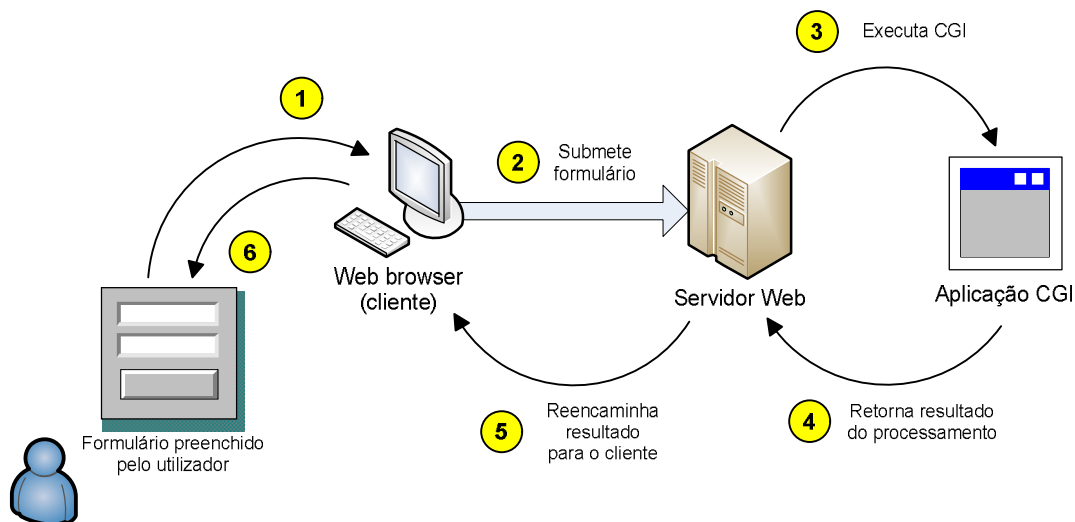 3
Executa CGI
1
2
Submete
formulário
6
Web browser
(cliente)
Servidor Web
Aplicação CGI
5
Reencaminha
resultado
para o cliente
4
Retorna resultado
do processamento
Formulário preenchido
pelo utilizador